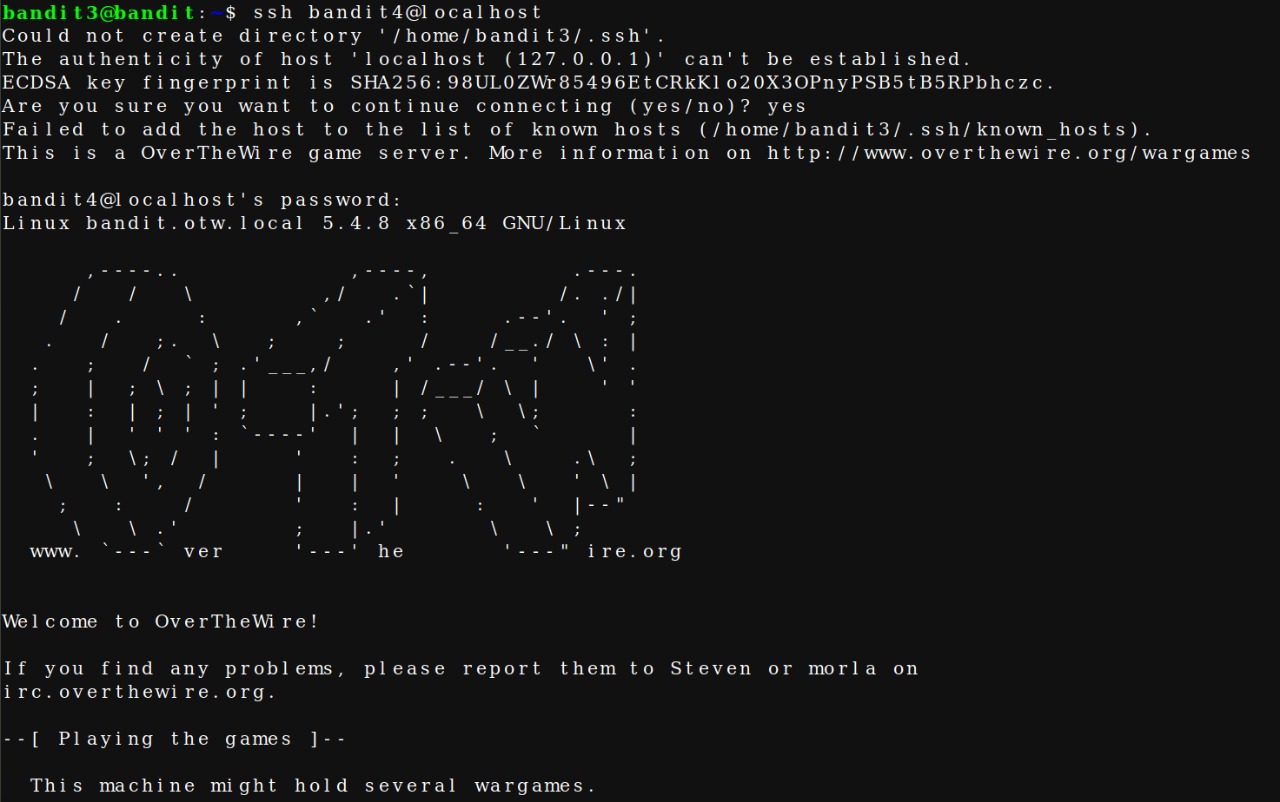 bandit3@bandit:~$ ssh bandit4@localhost
Could not create directory '/home/bandit3/.ssh'.
The authenticity of host 'localhost (127.0.0.1)' can't be established.
ECDSA key fingerprint is SHA256:98UL0ZWr85496EtCRkKlo20X3OPnyPSB5tB5RPbhczc.
Are you sure you want to continue connecting (yes/no)? yes
Failed to add the host to the list of known hosts (/home/bandit3/.ssh/known_hosts).
This is a OverTheWire game server. More information on http://www.overthewire.org/wargames
bandit4@localhost's password:
Linux bandit.otw.local 5.4.8 x86_64 GNU/Linux
www. `---` ver '---' he '---" ire.org
Welcome to OverTheWire!
If you find any problems, please report them to Steven or morla on
irc.overthewire.org.
--[ Playing the games ]--
This machine might hold several wargames.